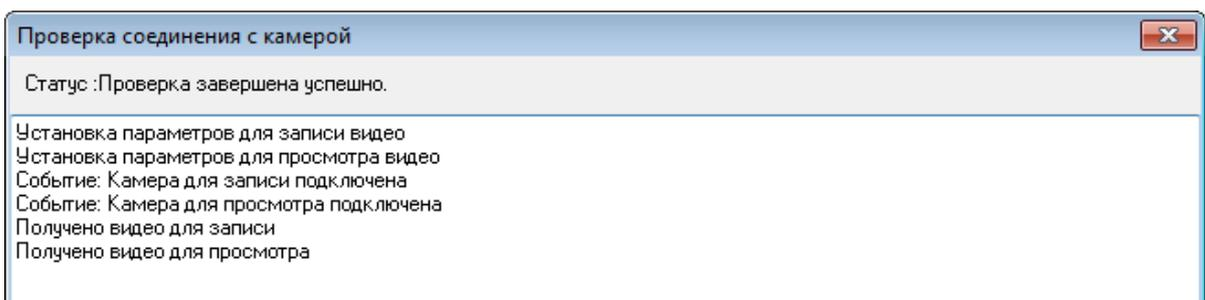 Проверка соединения с камерой
Статус :Проверка завершена успешно.
Установка параметров для записи видео
Установка параметров для просмотра видео
Событие: Камера для записи подключена
Событие: Камера для просмотра подключена
Получено видео для записи
Получено видео для просмотра